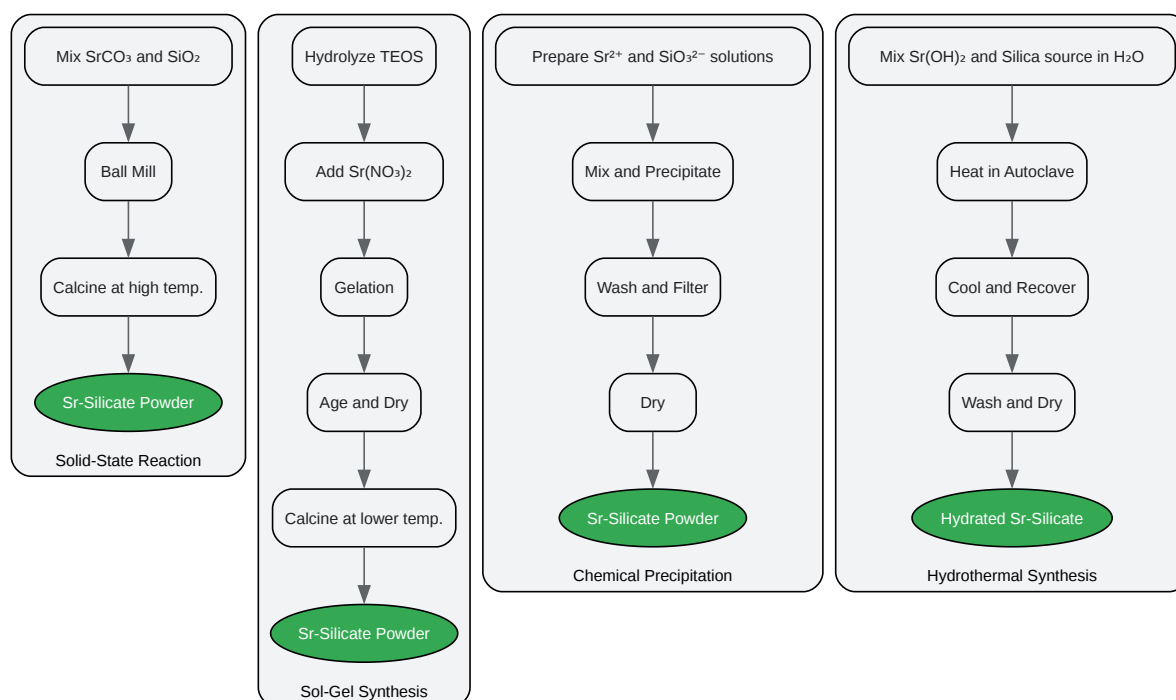 Mix SrCO₃ and SiO₂
Ball Mill
Calcine at high temp.
Sr-Silicate Powder
Solid-State Reaction
Hydrolyze TEOS
Add Sr(NO₃)₂
Gelation
Age and Dry
Calcine at lower temp.
Sr-Silicate Powder
Sol-Gel Synthesis
Prepare Sr²⁺ and SiO₃²⁻ solutions
Mix and Precipitate
Wash and Filter
Dry
Sr-Silicate Powder
Chemical Precipitation
Mix Sr(OH)₂ and Silica source in H₂O
Heat in Autoclave
Cool and Recover
Wash and Dry
Hydrated Sr-Silicate
Hydrothermal Synthesis